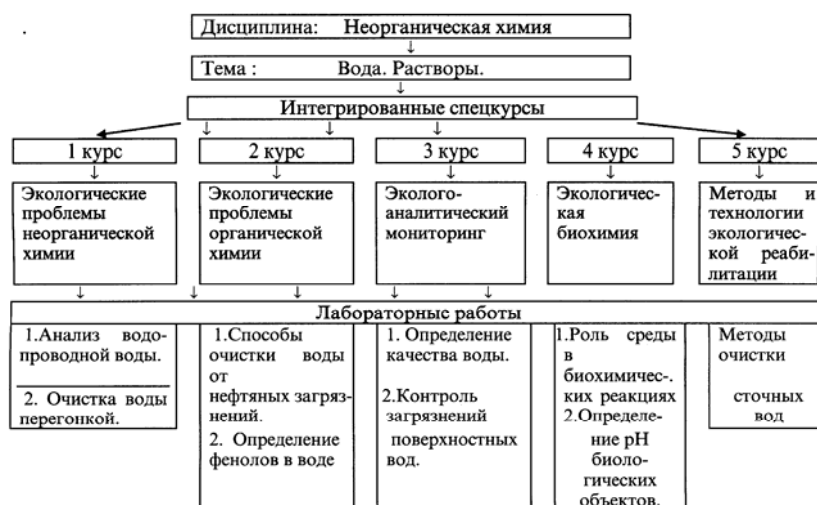 Дисциплина: Неорганическая химия
Тема : Вода. Растворы.
Интегрированные спецкурсы
1 курс
2 курс
3 курс
4 курс
5 курс
Экологические
проблемы
неорганической
химии
Экологические
проблемы
органической
химии
Эколого-
аналитический
мониторинг
Экологичес-
кая
биохимия
Методы и
технологии
экологичес-
кой реаби-
литации
Лабораторные работы
1.Анализ водо-
проводной воды.
2. Очистка воды
перегонкой.
1.Способы
очистки воды
от
нефтяных загряз-
нений.
2. Определение
фенолов в воде
1. Определение
качества воды.
2.Контроль
загрязнений
поверхностных
вод.
1.Роль среды
в
биохимичес-.
ких реакциях
2.Определе-
ние pH
биоло-
гических
объектов.
Методы
очистки
сточных
вод